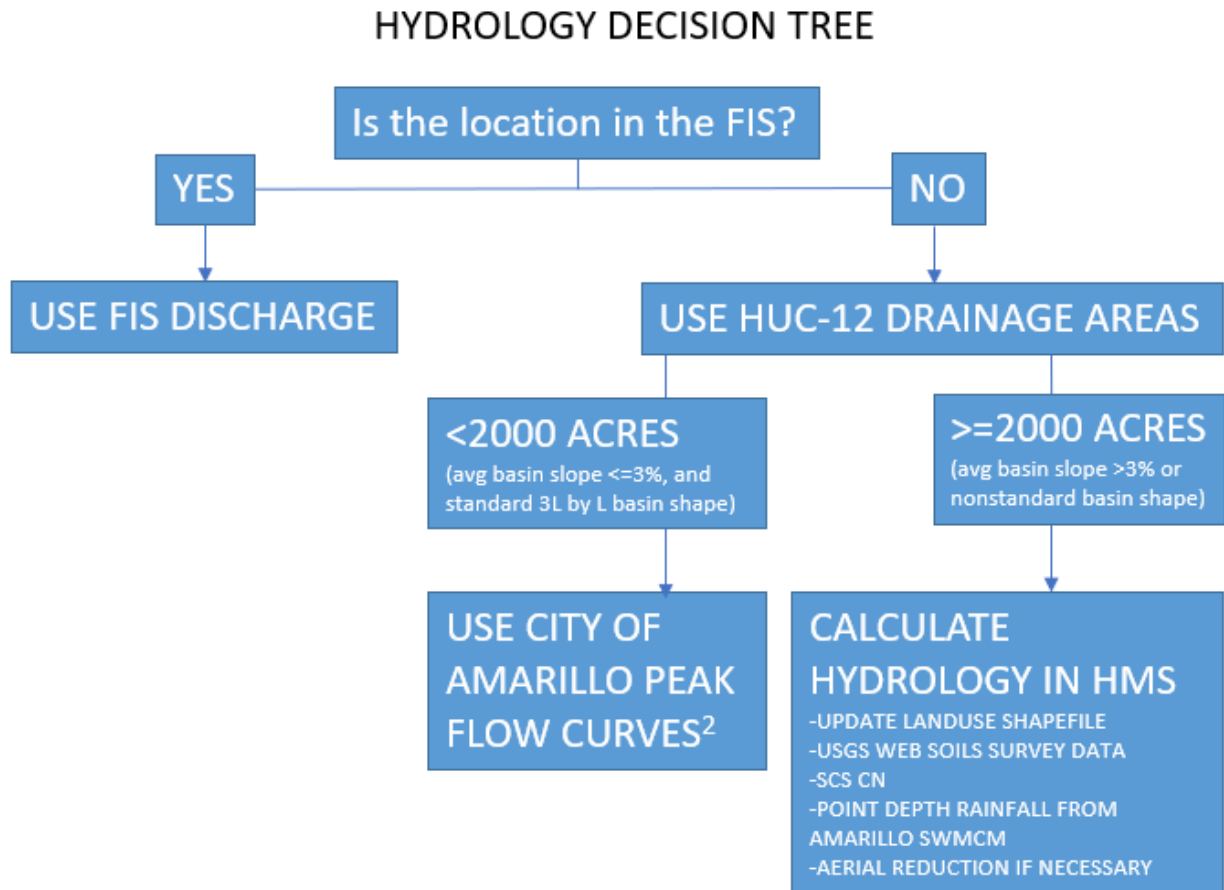 HYDROLOGY DECISION TREE
Is the location in the FIS?
YES
NO
USE FIS DISCHARGE
USE HUC-12 DRAINAGE AREAS
<2000 ACRES
(avg basin slope <=3%, and
standard 3L by L basin shape)
>=2000 ACRES
(avg basin slope >3% or
nonstandard basin shape)
USE CITY OF
AMARILLO PEAK
FLOW CURVES²
CALCULATE
HYDROLOGY IN HMS
-UPDATE LANDUSE SHAPEFILE
-USGS WEB SOILS SURVEY DATA
-SCS CN
-POINT DEPTH RAINFALL FROM
AMARILLO SWMCM
-AERIAL REDUCTION IF NECESSARY